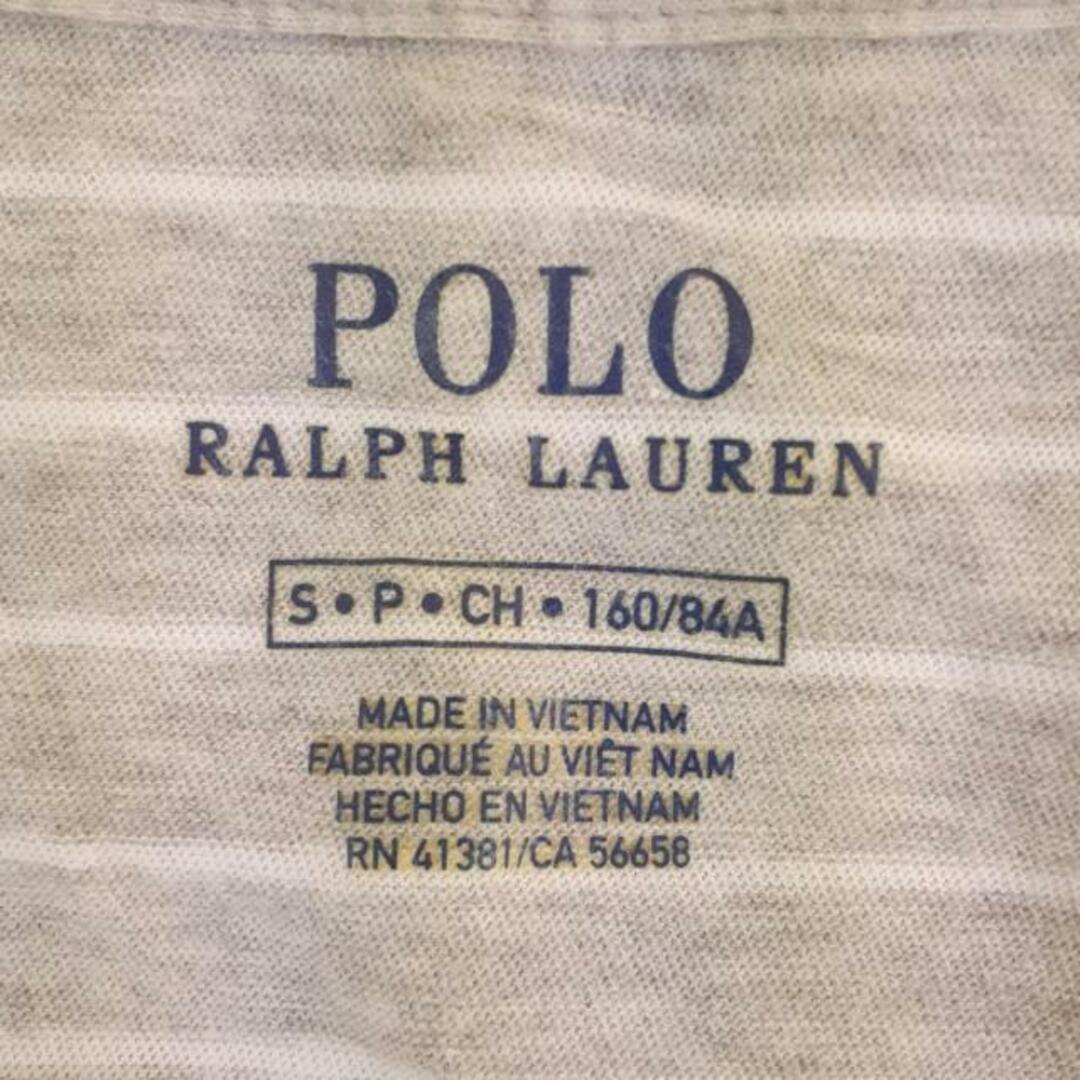 POLO
RALPH LAUREN
S • P • CH • 160/84A
MADE IN VIETNAM
FABRIQUÉ AU VIÊT NAM
HECHO EN VIETNAM
RN 41381/CA 56658